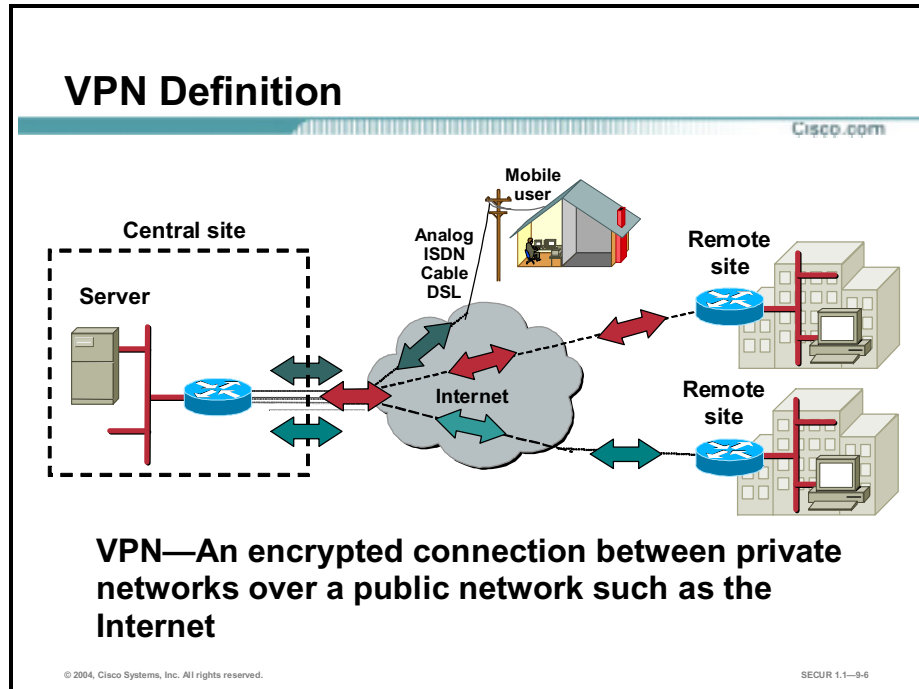 VPN Definition
Cisco.com
Mobile
user
Central site
Analog
ISDN
Cable
DSL
Remote
site
Server
Internet
Remote
site
VPN—An encrypted connection between private
networks over a public network such as the
Internet
© 2004, Cisco Systems, Inc. All rights reserved.
SECUR 1.1—9-6